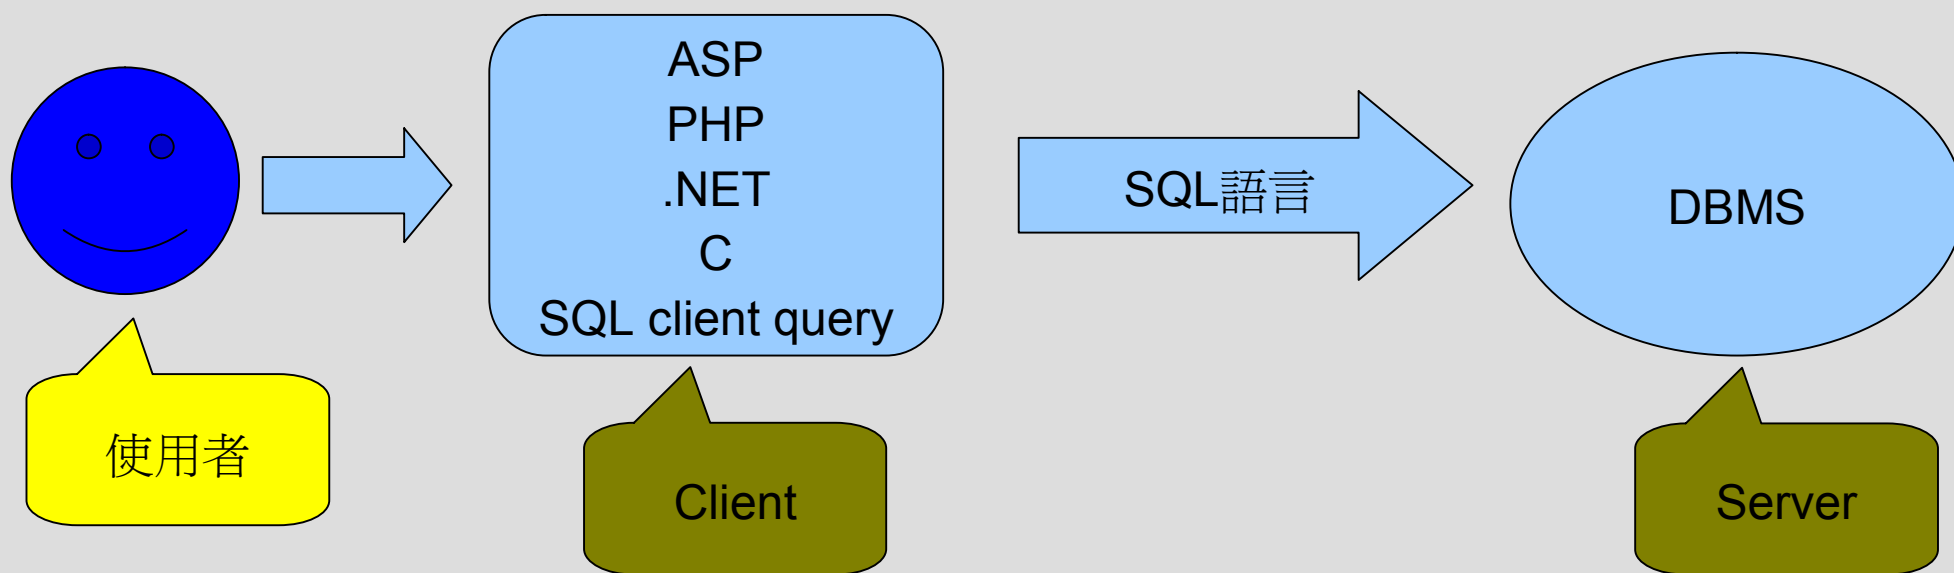 ASP
PHP
.NET
C
SQL client query
SQL語言
DBMS
使用者
Client
Server